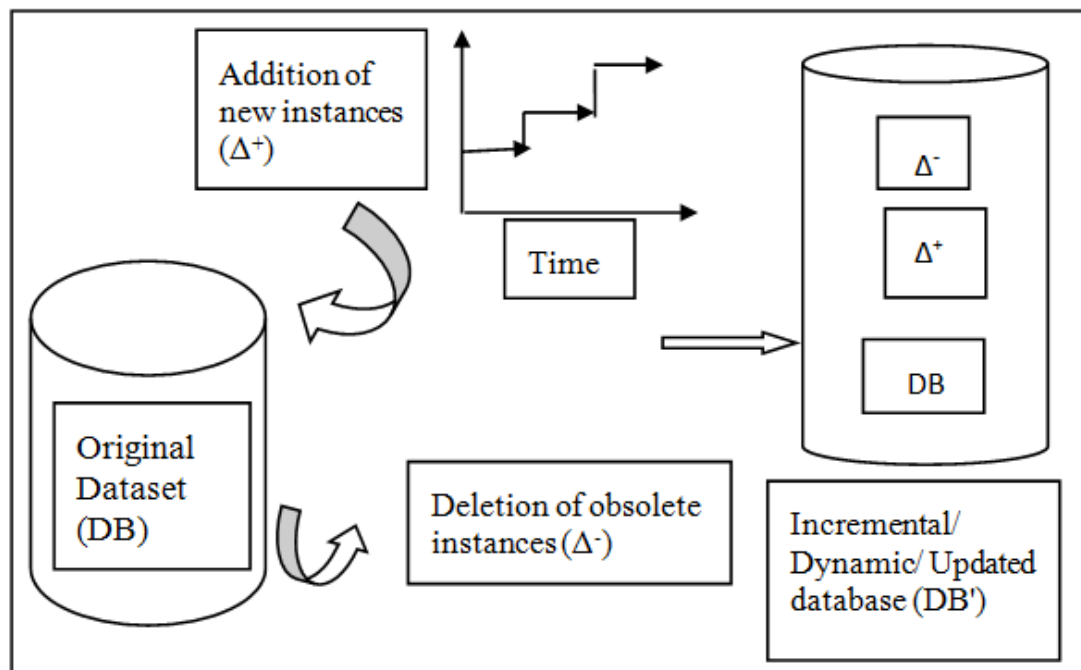 Addition of
new instances
(Δ⁺)
Time
Δ⁻
Δ⁺
DB
Original
Dataset
(DB)
Deletion of obsolete
instances (Δ⁻)
Incremental/
Dynamic/ Updated
database (DB')